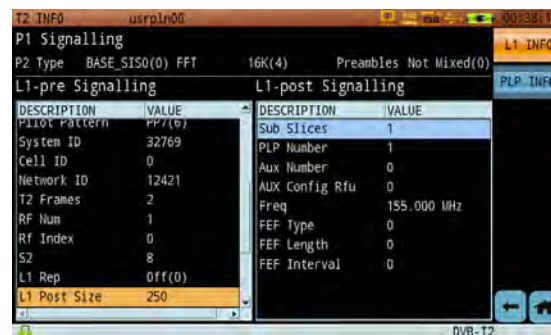 T2 INFO usrpln00 00:38:1
P1 Signalling
P2 Type BASE_SISO(0) FFT 16K(4) Preambles Not Mixed(0)
L1 INFO
PLP INFO
L1-pre Signalling
DESCRIPTION VALUE
Pilot Pattern PP7(6)
System ID 32769
Cell ID 0
Network ID 12421
T2 Frames 2
RF Num 1
Rf Index 0
S2 8
L1 Rep Off(0)
L1 Post Size 250
L1-post Signalling
DESCRIPTION VALUE
Sub Slices 1
PLP Number 1
Aux Number 0
AUX Config Rfu 0
Freq 155.000 MHz
FEF Type 0
FEF Length 0
FEF Interval 0
DVB-T2